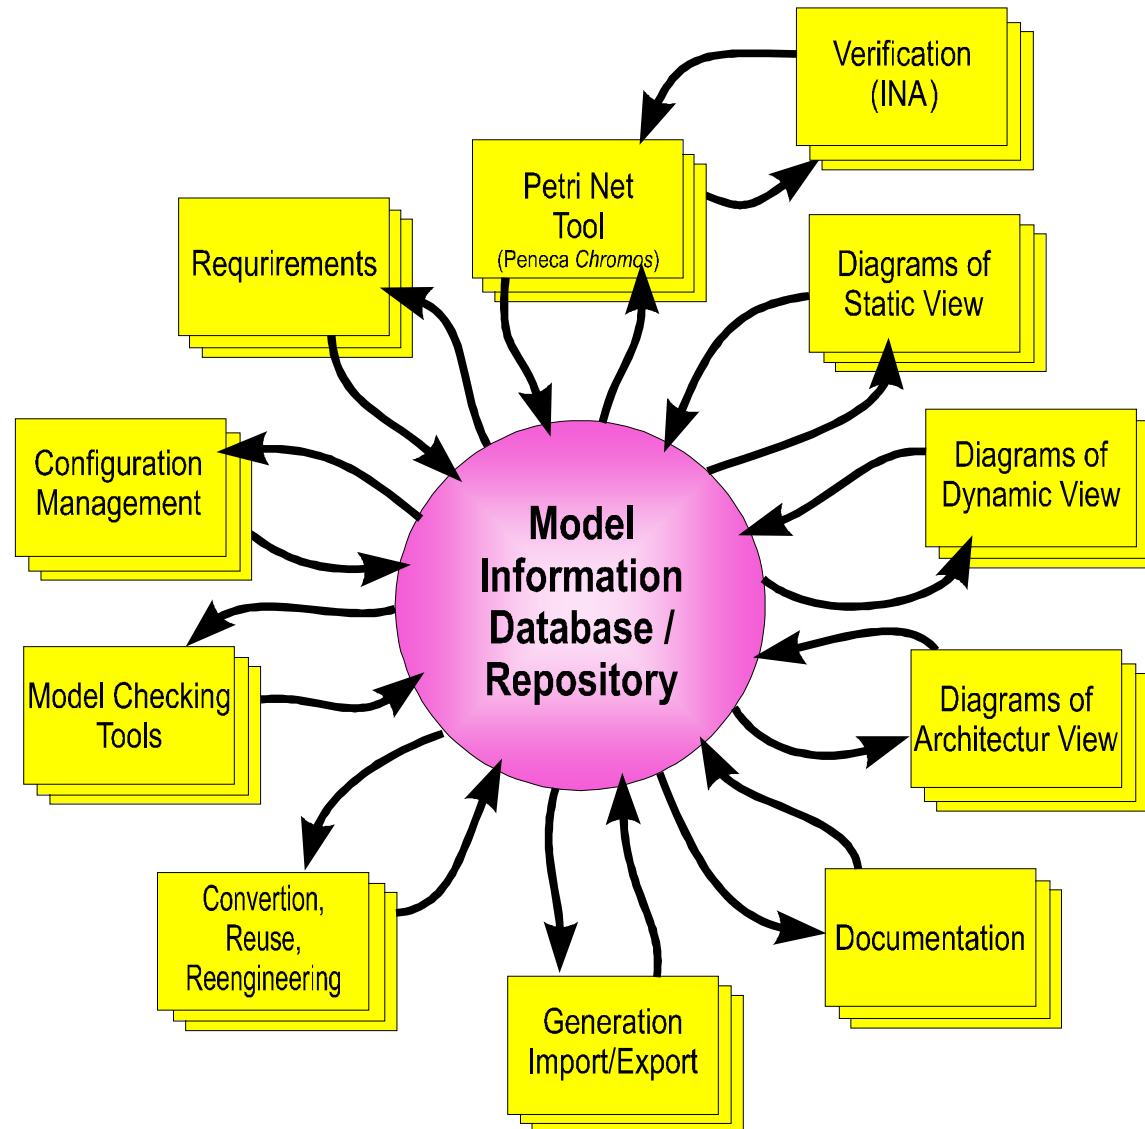 Verification
(INA)
Petri Net
Tool
(Peneca Chromos)
Requrirements
Diagrams of
Static View
Configuration
Management
Diagrams of
Dynamic View
Model
Information
Database /
Repository
Model Checking
Tools
Diagrams of
Architectur View
Convertion,
Reuse,
Reengineering
Documentation
Generation
Import/Export